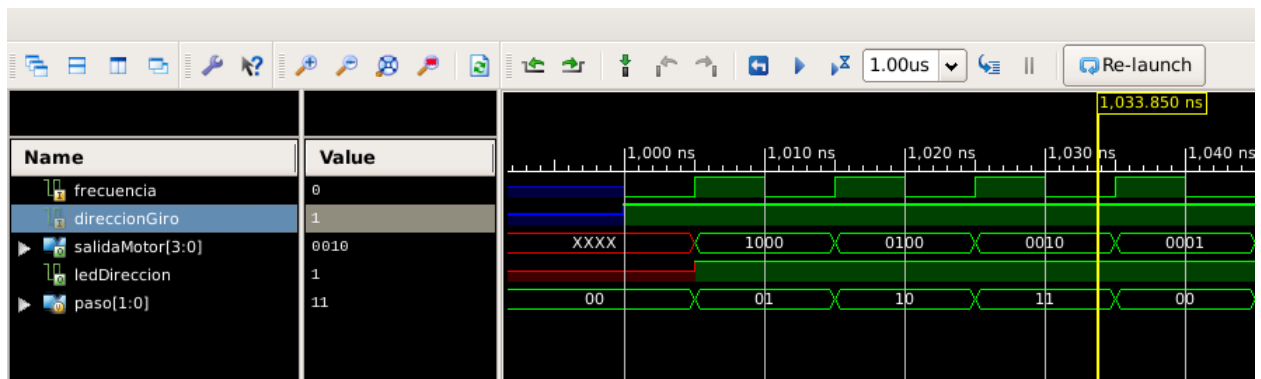 1.00us Re-launch
1,033.850 ns
Name Value
1,000 ns 1,010 ns 1,020 ns 1,030 ns 1,040 ns
frecuencia 0
direccionGiro 1
salidaMotor[3:0] 0010 XXXX 1000 0100 0010 0001
ledDireccion 1
paso[1:0] 11 00 01 10 11 00